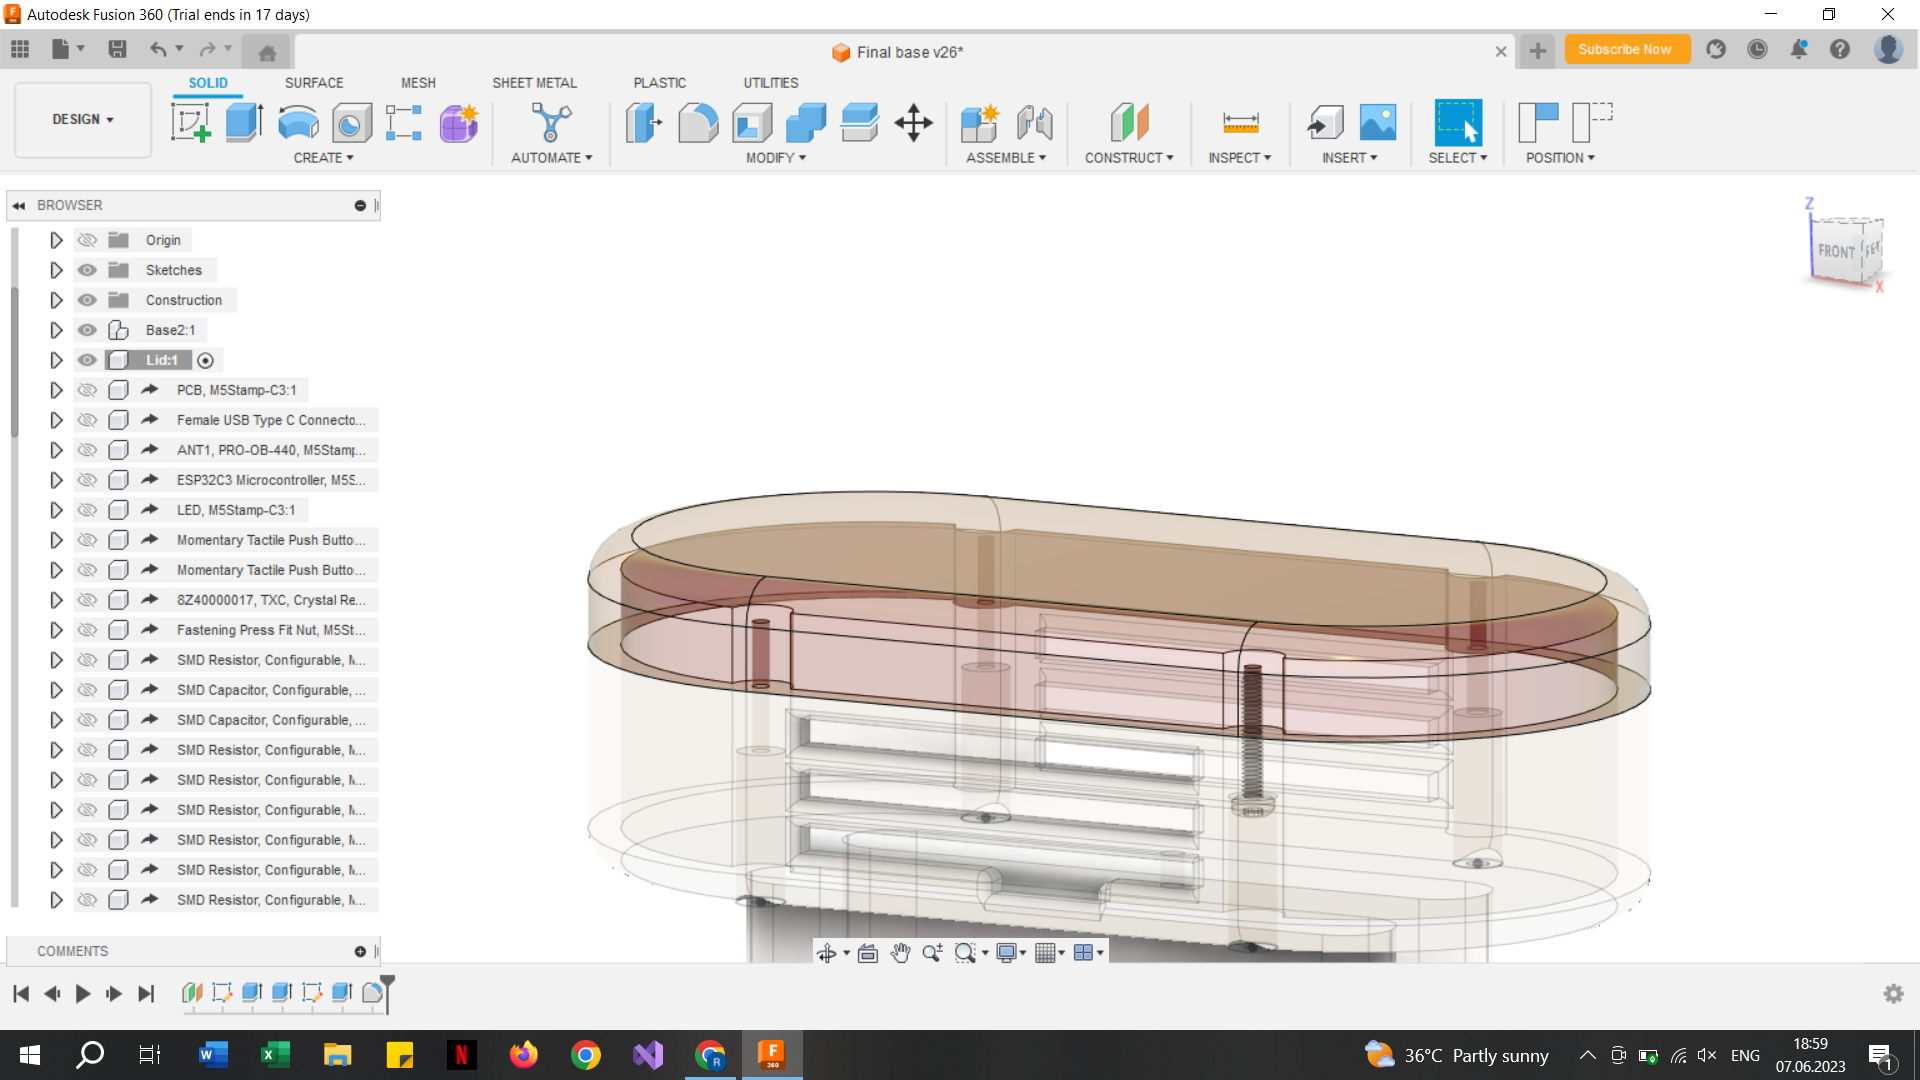 Autodesk Fusion 360 (Trial ends in 17 days)
Final base v26*
Subscribe Now
SOLID SURFACE MESH SHEET METAL PLASTIC UTILITIES
DESIGN
CREATE AUTOMATE MODIFY ASSEMBLE CONSTRUCT INSPECT INSERT SELECT POSITION
BROWSER
Origin
Sketches
Construction
Base2:1
Lid:1
PCB, M5Stamp-C3:1
Female USB Type C Connecto...
ANT1, PRO-OB-440, M5Stamp...
ESP32C3 Microcontroller, M5S...
LED, M5Stamp-C3:1
Momentary Tactile Push Butto...
Momentary Tactile Push Butto...
8Z40000017, TXC, Crystal Re...
Fastening Press Fit Nut, M5St...
SMD Resistor, Configurable, M...
SMD Capacitor, Configurable, ...
SMD Capacitor, Configurable, ...
SMD Resistor, Configurable, M...
SMD Resistor, Configurable, M...
SMD Resistor, Configurable, M...
SMD Resistor, Configurable, M...
SMD Resistor, Configurable, M...
SMD Resistor, Configurable, M...
Z
FRONT
X
COMMENTS
36°C Partly sunny
ENG
18:59
07.06.2023
1